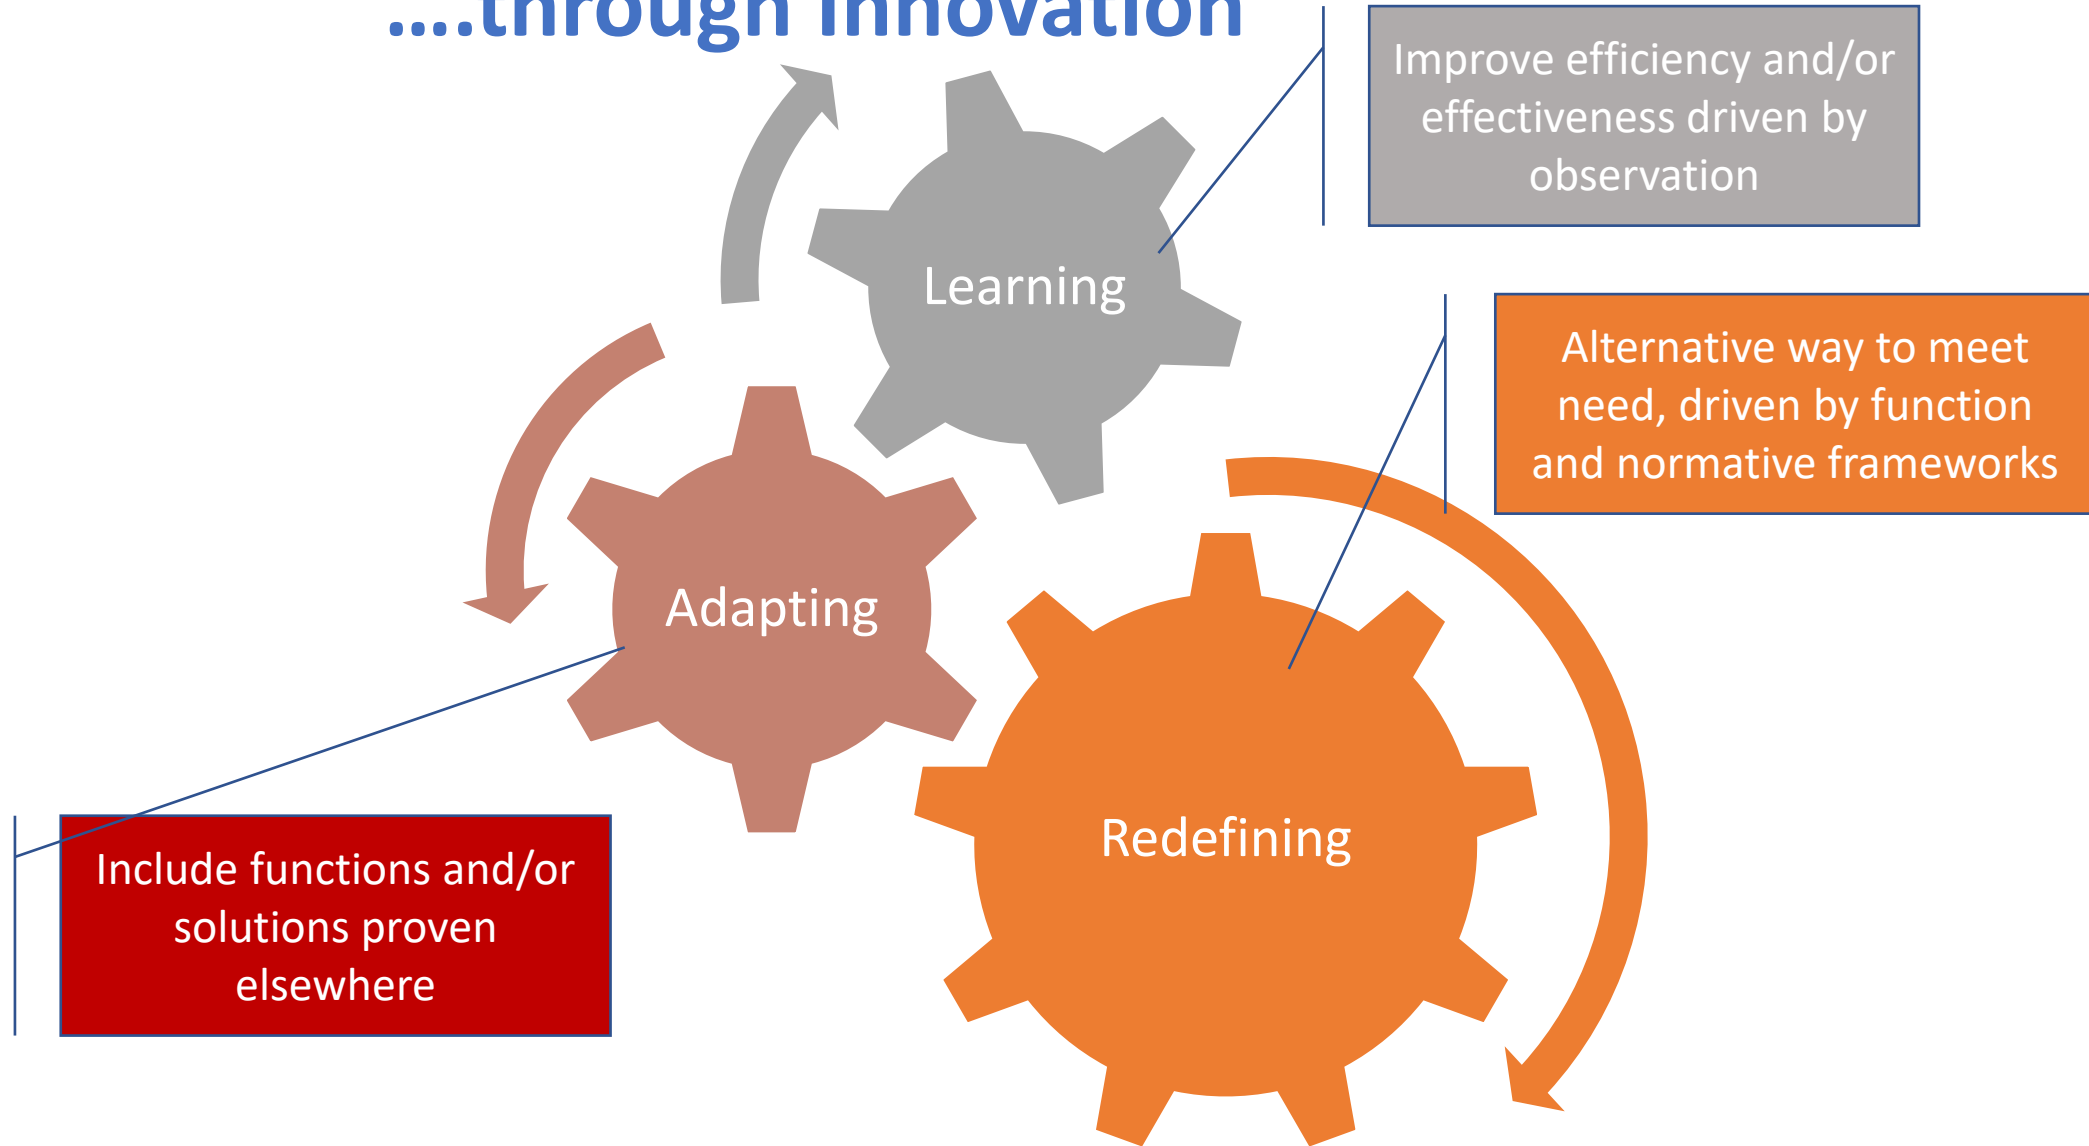 ....through innovation
Improve efficiency and/or
effectiveness driven by
observation
Learning
Alternative way to meet
need, driven by function
and normative frameworks
Adapting
Redefining
Include functions and/or
solutions proven
elsewhere